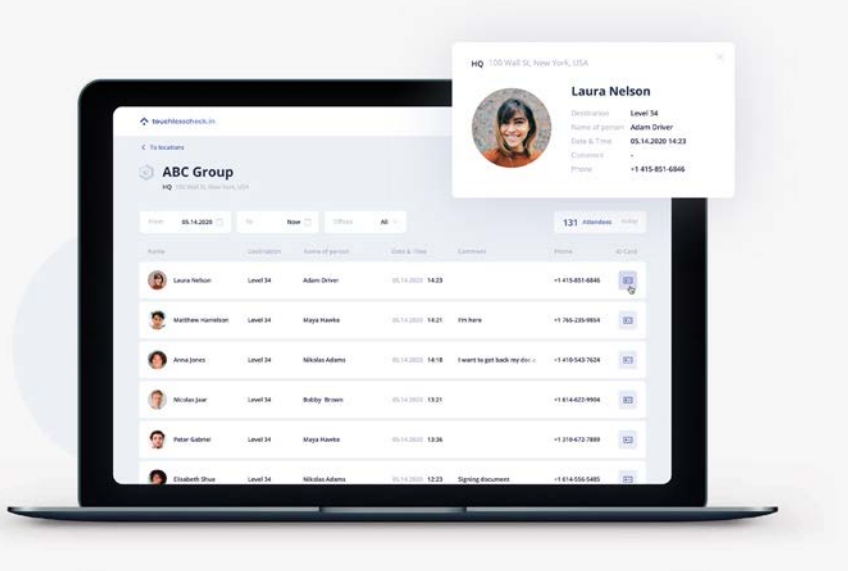 HQ 100 Wall St, New York, USA
Laura Nelson
Destination Level 34
Name of person Adam Driver
Date & Time 05.14.2020 14:23
Comment -
Phone +1 415-851-6846
touchlesscheck.in
To locations
ABC Group
HQ 100 Wall St, New York, USA
From 05.14.2020 To Now Offices All 131 Attendees today
Name Destination Name of person Date & Time Comment Phone ID Card
Laura Nelson Level 34 Adam Driver 05.14.2020 14:23 +1 415-851-6846
Matthew Harrelson Level 34 Maya Hawke 05.14.2020 14:21 I'm here +1 765-235-9854
Anna Jones Level 34 Nikolas Adams 05.14.2020 14:18 I want to get back my doc +1 410-543-7624
Nicolas Jaar Level 34 Bobby Brown 05.14.2020 13:21 +1 614-622-9904
Peter Gabriel Level 34 Maya Hawke 05.14.2020 13:36 +1 310-672-7889
Elisabeth Shue Level 34 Nikolas Adams 05.14.2020 12:23 Signing document +1 614-556-5485